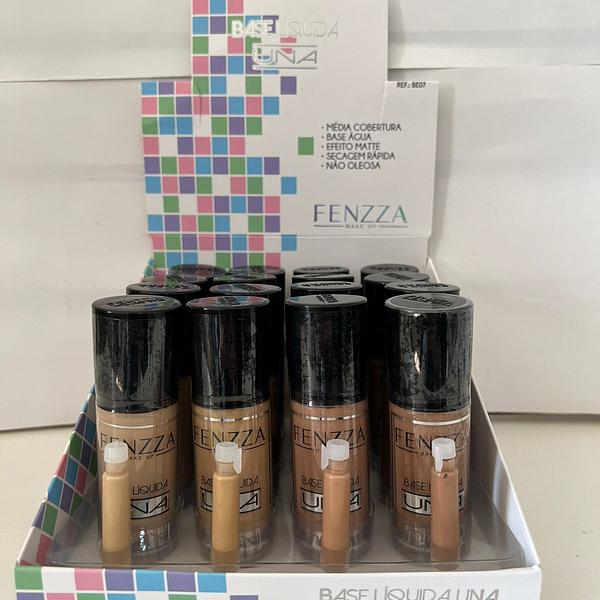 BASE LÍQUIDA
UNA
REF.: BE07
• MÉDIA COBERTURA
• BASE ÁGUA
• EFEITO MATTE
• SECAGEM RÁPIDA
• NÃO OLEOSA
FENZZA
MAKE UP
FENZZA
MAKE UP
LÍQUIDA
UNA
FENZZA
MAKE UP
BASE LÍQUIDA
UNA
FENZZA
MAKE UP
BASE LÍQUIDA
UNA
FENZZA
MAKE UP
BASE LÍQUIDA
UNA
BASE LÍQUIDA UNA